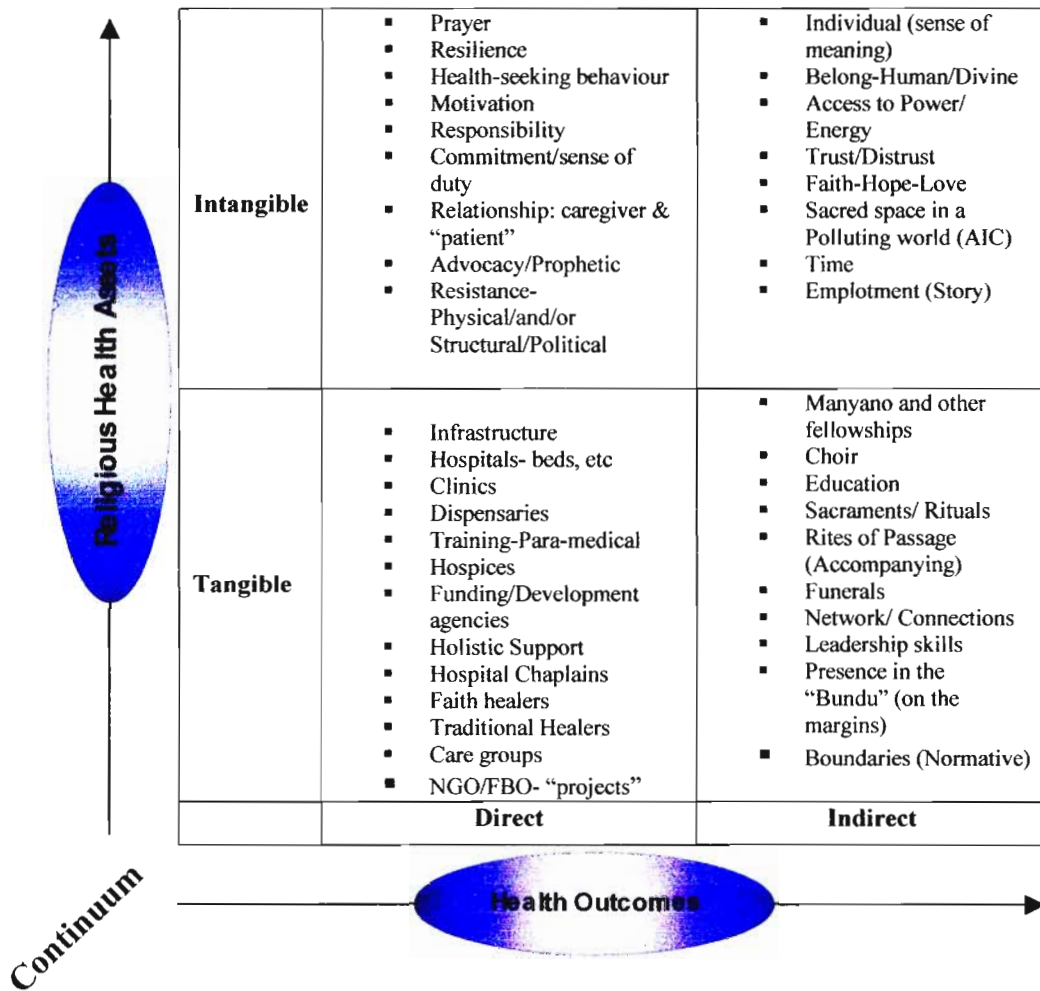 Religious Health Assets
Intangible
▪ Prayer
▪ Resilience
▪ Health-seeking behaviour
▪ Motivation
▪ Responsibility
▪ Commitment/sense of
duty
▪ Relationship: caregiver &
“patient”
▪ Advocacy/Prophetic
▪ Resistance-
Physical/and/or
Structural/Political
▪ Individual (sense of
meaning)
▪ Belong-Human/Divine
▪ Access to Power/
Energy
▪ Trust/Distrust
▪ Faith-Hope-Love
▪ Sacred space in a
Polluting world (AIC)
▪ Time
▪ Emplotment (Story)
Tangible
▪ Infrastructure
▪ Hospitals- beds, etc
▪ Clinics
▪ Dispensaries
▪ Training-Para-medical
▪ Hospices
▪ Funding/Development
agencies
▪ Holistic Support
▪ Hospital Chaplains
▪ Faith healers
▪ Traditional Healers
▪ Care groups
▪ NGO/FBO- “projects”
▪ Manyano and other
fellowships
▪ Choir
▪ Education
▪ Sacraments/ Rituals
▪ Rites of Passage
(Accompanying)
▪ Funerals
▪ Network/ Connections
▪ Leadership skills
▪ Presence in the
“Bundu” (on the
margins)
▪ Boundaries (Normative)
Direct
Indirect
Health Outcomes
Continuum